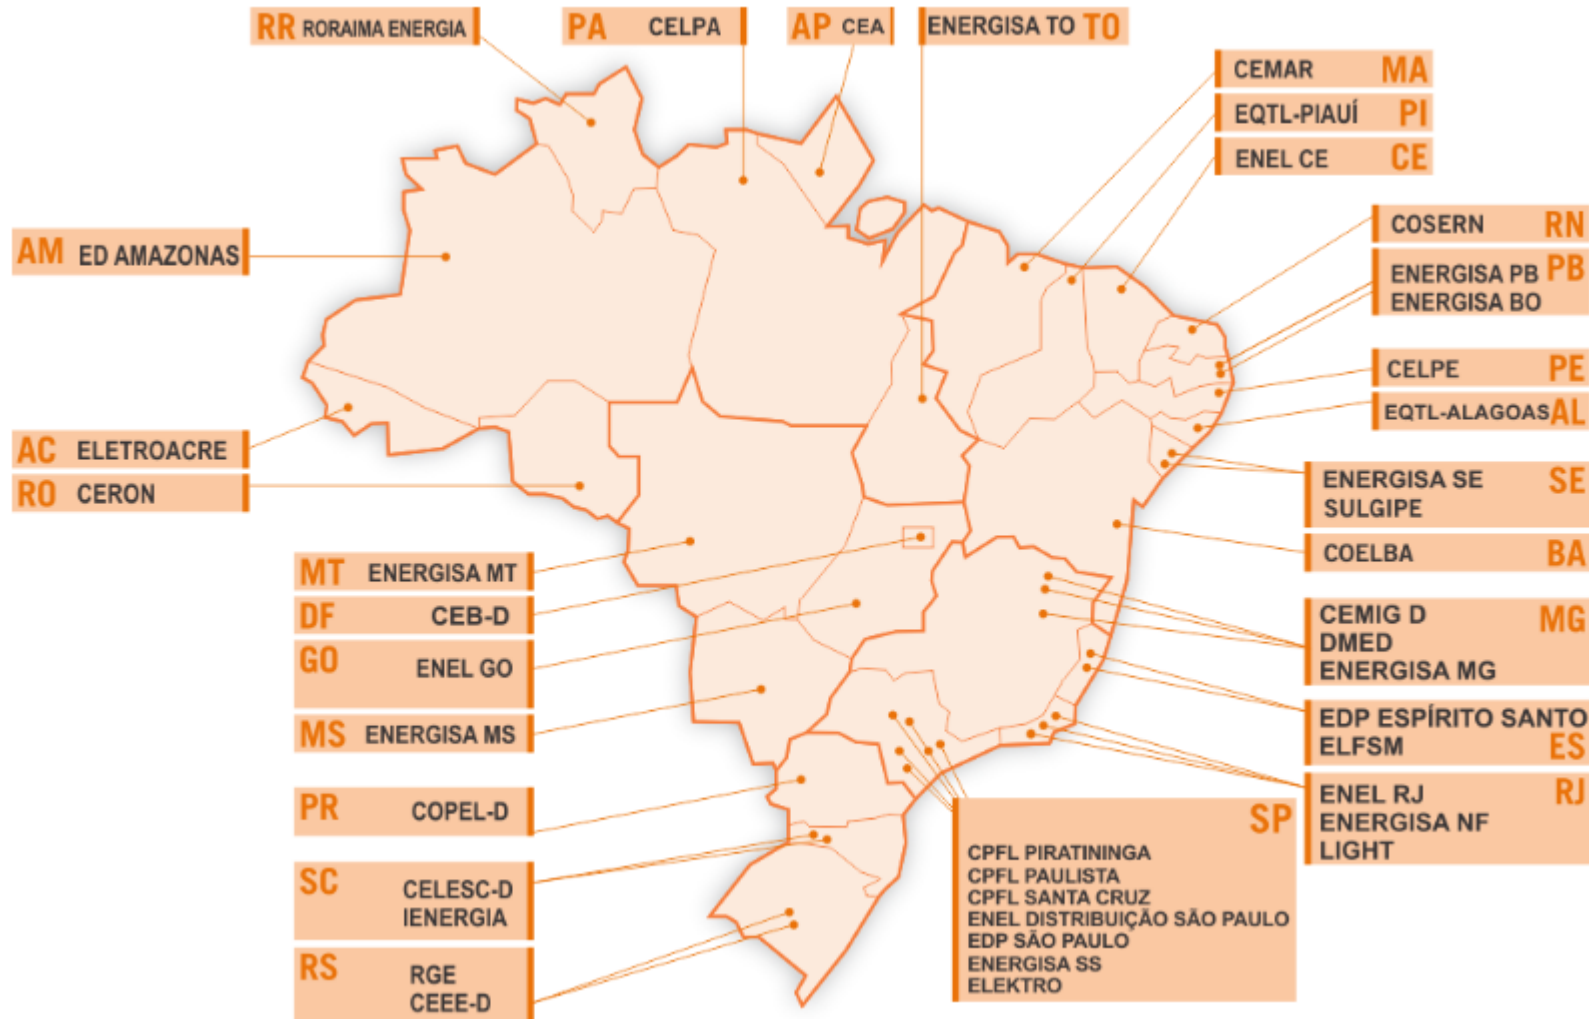 RR RORAIMA ENERGIA
PA CELPA
AP CEA
ENERGISA TO TO
CEMAR MA
EQTL-PIAUÍ PI
ENEL CE CE
COSERN RN
ENERGISA PB PB
ENERGISA BO
CELPE PE
EQTL-ALAGOAS AL
ENERGISA SE SE
SULGIPE
COELBA BA
CEMIG D MG
DMED
ENERGISA MG
EDP ESPÍRITO SANTO
ELFSM ES
ENEL RJ RJ
ENERGISA NF
LIGHT
SP
CPFL PIRATININGA
CPFL PAULISTA
CPFL SANTA CRUZ
ENEL DISTRIBUIÇÃO SÃO PAULO
EDP SÃO PAULO
ENERGISA SS
ELEKTRO
AM ED AMAZONAS
AC ELETROACRE
RO CERON
MT ENERGISA MT
DF CEB-D
GO ENEL GO
MS ENERGISA MS
PR COPEL-D
SC CELESC-D
IENERGIA
RS RGE
CEEE-D